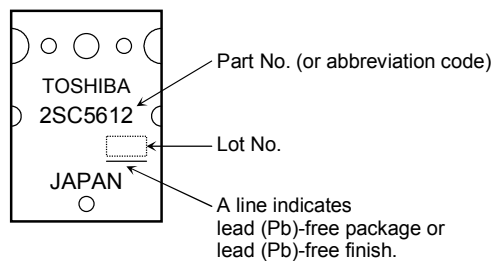 TOSHIBA
2SC5612
JAPAN
Part No. (or abbreviation code)
Lot No.
A line indicates
lead (Pb)-free package or
lead (Pb)-free finish.